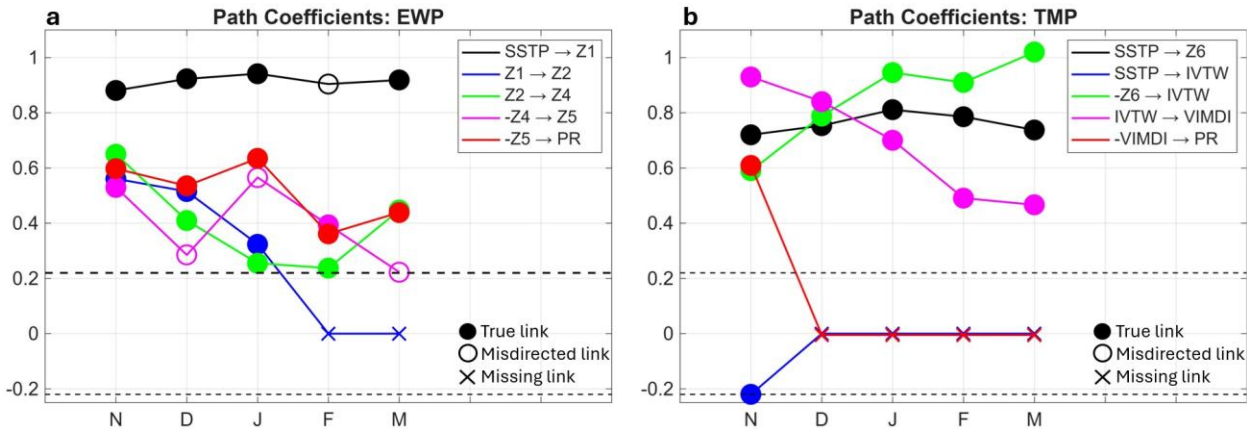 a
Path Coefficients: EWP
1
0.8
0.6
0.4
0.2
0
-0.2
N D J F M
SSTP → Z1
Z1 → Z2
Z2 → Z4
-Z4 → Z5
-Z5 → PR
True link
Misdirected link
Missing link
b
Path Coefficients: TMP
1
0.8
0.6
0.4
0.2
0
-0.2
N D J F M
SSTP → Z6
SSTP → IVTW
-Z6 → IVTW
IVTW → VIMDI
-VIMDI → PR
True link
Misdirected link
Missing link